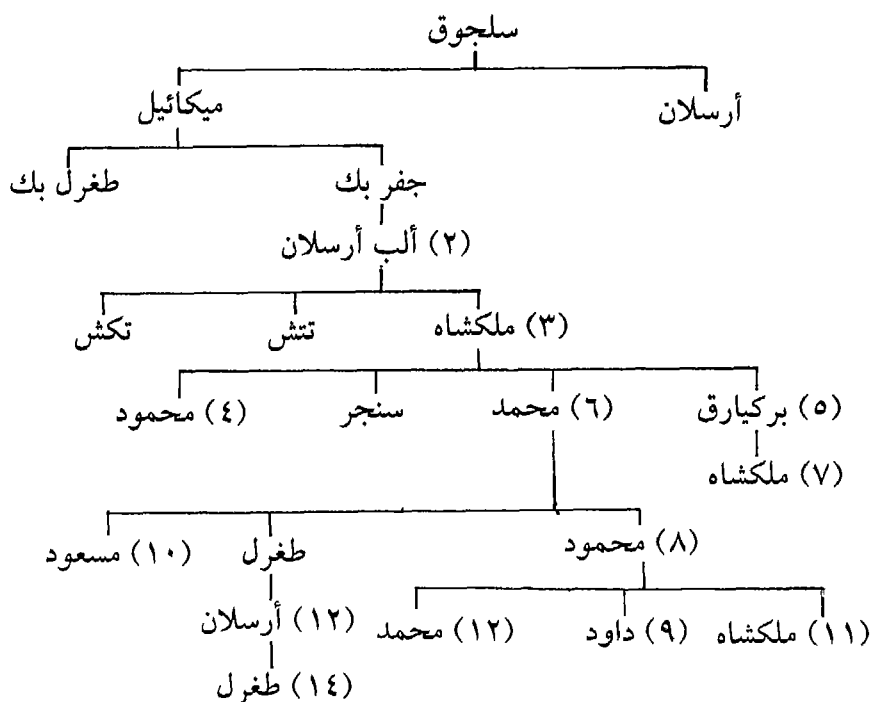 سلجوق
أرسلان ميكائيل
جفر بك طغرل بك
(٢) ألب أرسلان
(٣) ملكشاه تتش تكش
(٥) بركيارق (٦) محمد سنجر (٤) محمود
(٧) ملكشاه
(٨) محمود طغرل (١٠) مسعود
(١١) ملكشاه (٩) داود (١٢) محمد (١٢) أرسلان
(١٤) طغرل